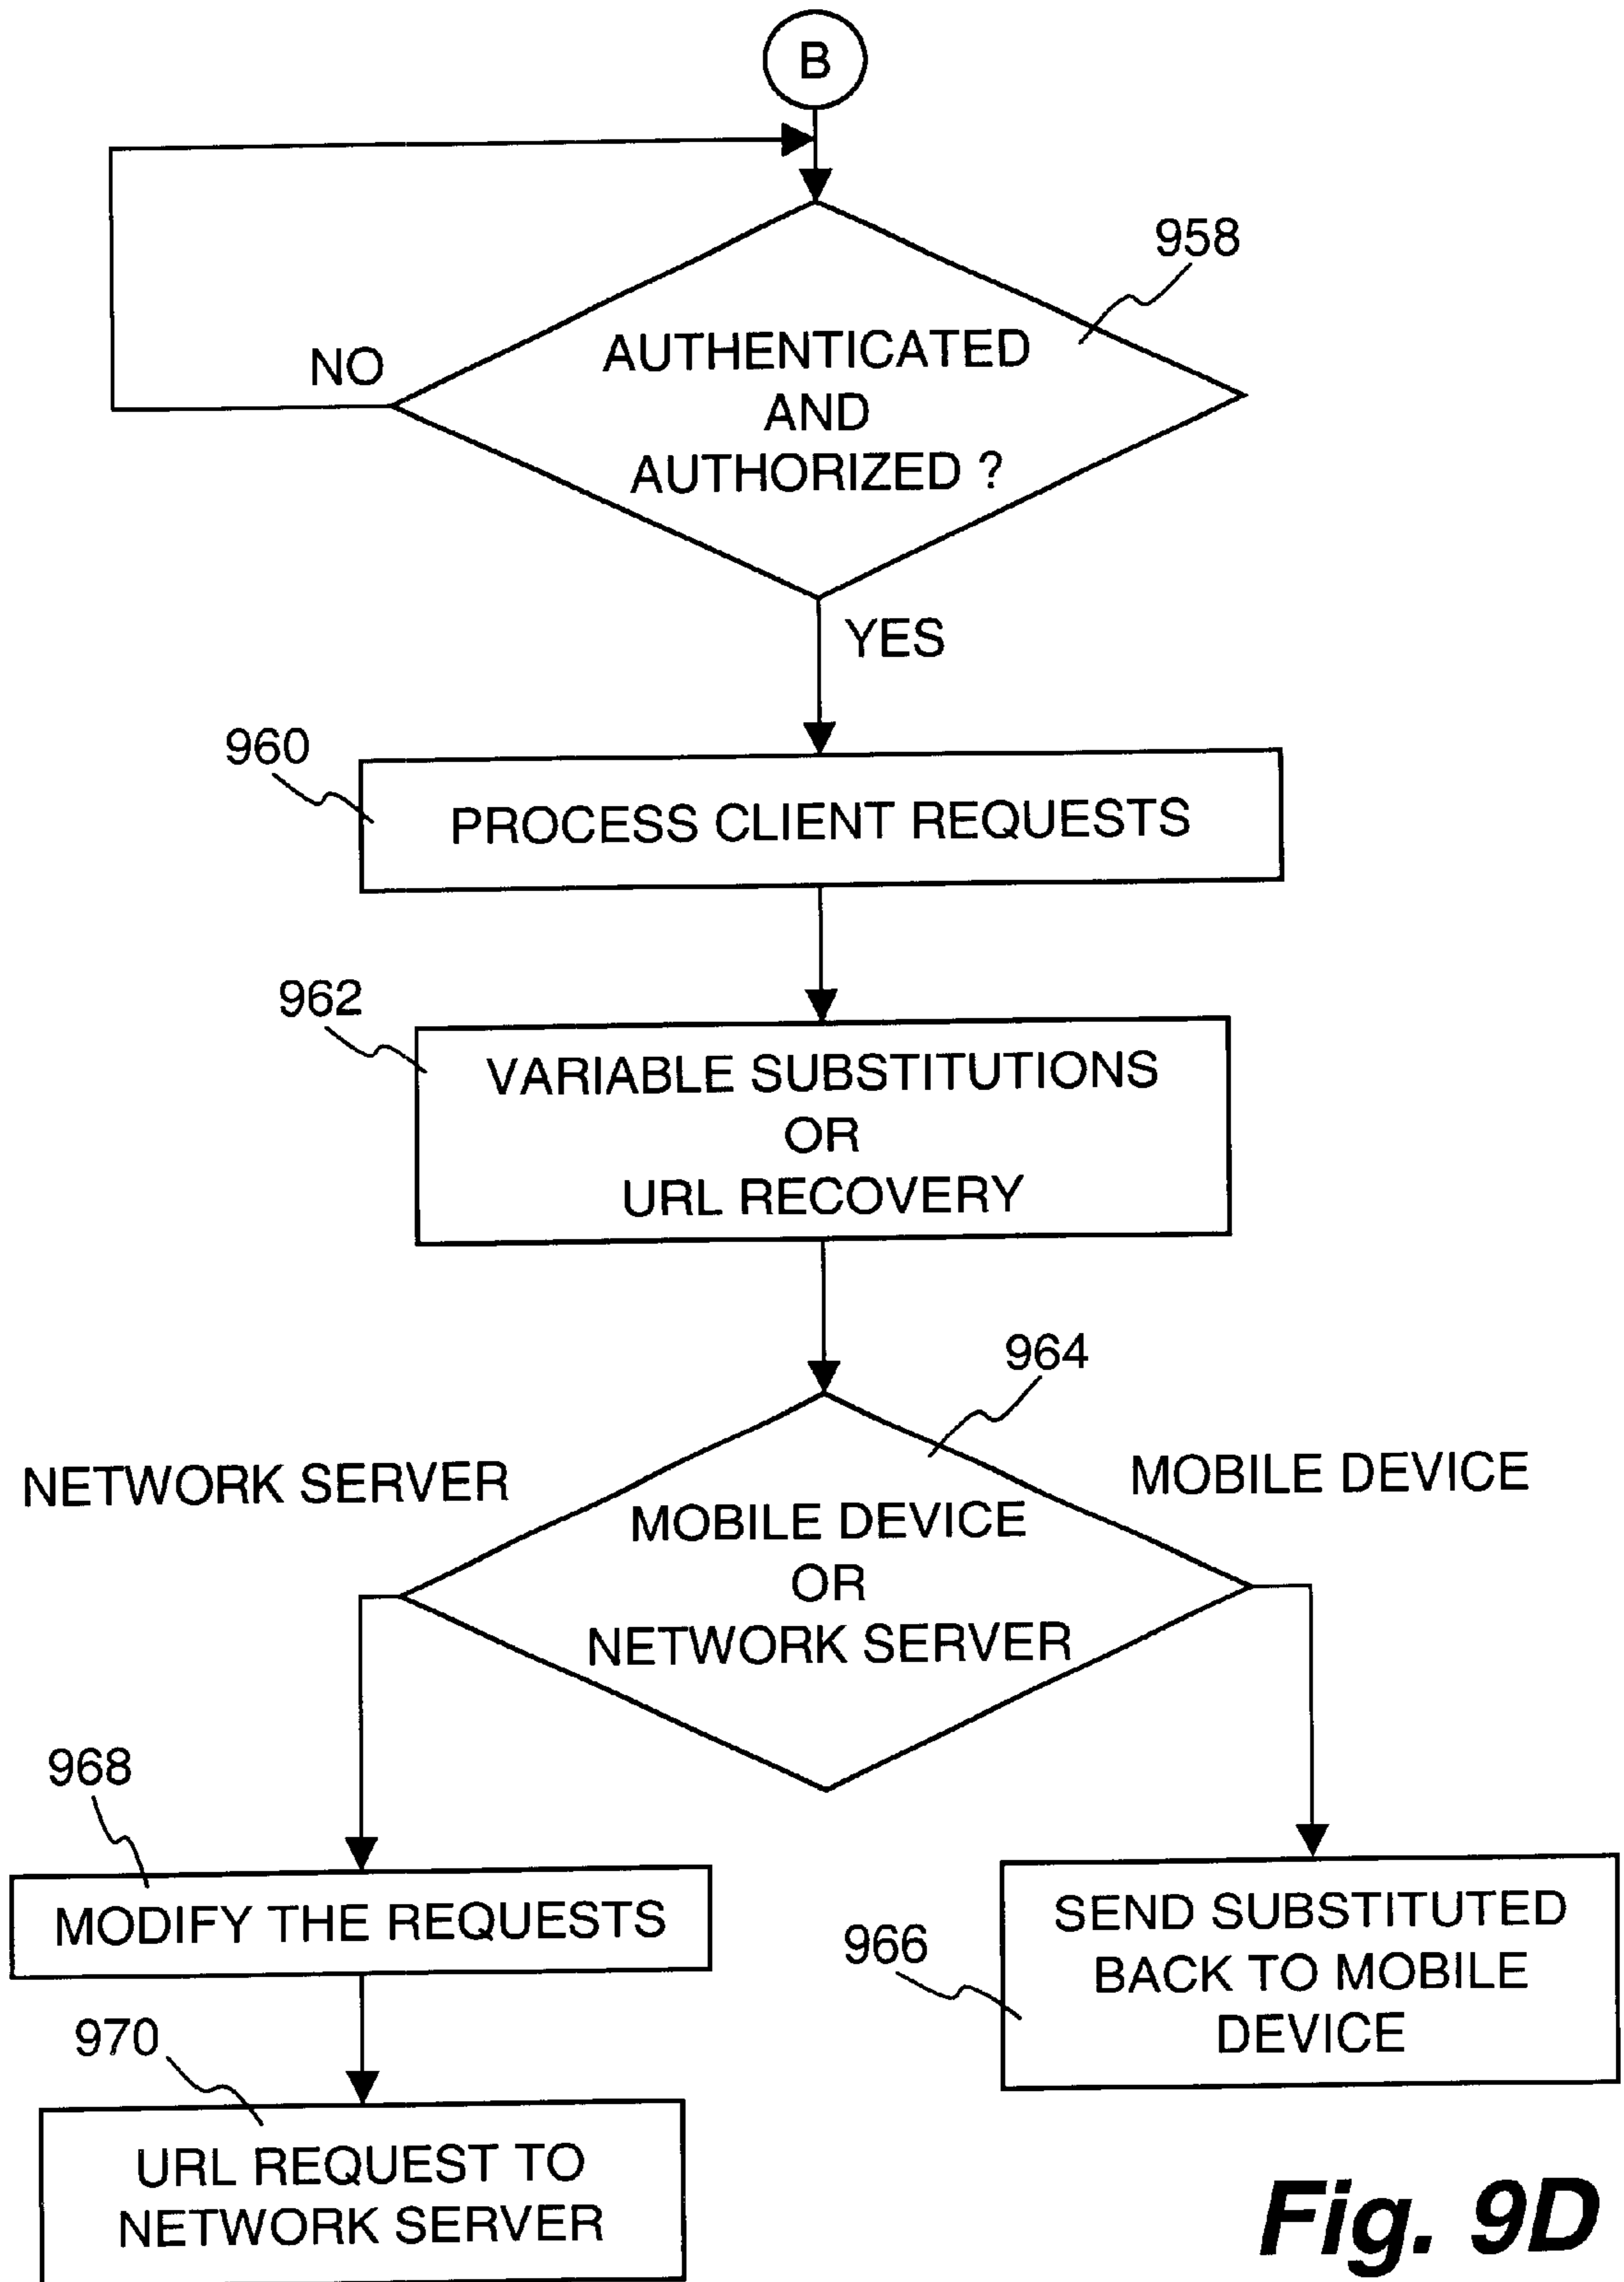 B
958
NO
AUTHENTICATED
AND
AUTHORIZED ?
YES
960
PROCESS CLIENT REQUESTS
962
VARIABLE SUBSTITUTIONS
OR
URL RECOVERY
964
NETWORK SERVER
MOBILE DEVICE
MOBILE DEVICE
OR
NETWORK SERVER
968
MODIFY THE REQUESTS
966
SEND SUBSTITUTED
BACK TO MOBILE
DEVICE
970
URL REQUEST TO
NETWORK SERVER
Fig. 9D